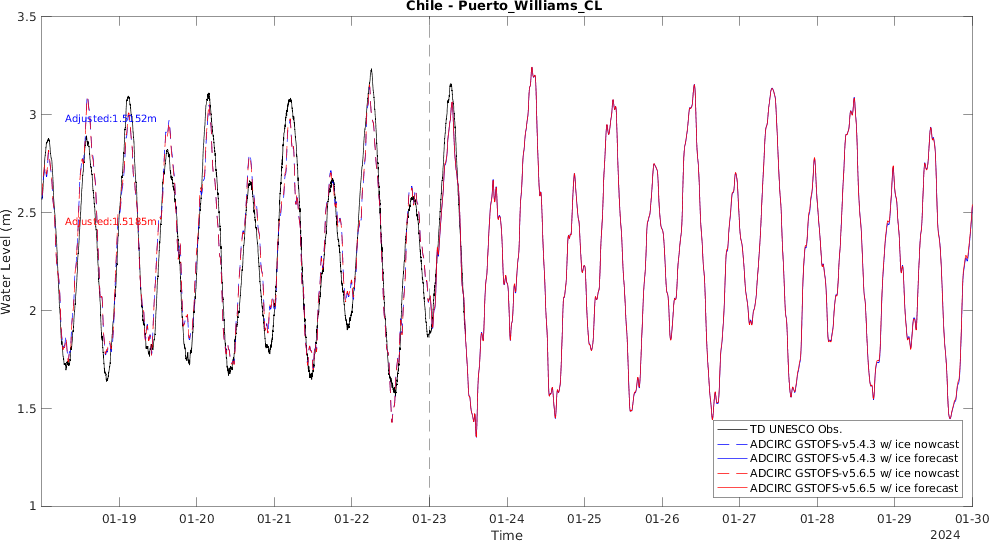 Chile - Puerto_Williams_CL
3.5
3
2.5
2
1.5
1
Water Level (m)
Adjusted:1.5152m
Adjusted:1.5185m
TD UNESCO Obs.
ADCIRC GSTOFS-v5.4.3 w/ ice nowcast
ADCIRC GSTOFS-v5.4.3 w/ ice forecast
ADCIRC GSTOFS-v5.6.5 w/ ice nowcast
ADCIRC GSTOFS-v5.6.5 w/ ice forecast
01-19 01-20 01-21 01-22 01-23 01-24 01-25 01-26 01-27 01-28 01-29 01-30
Time
2024